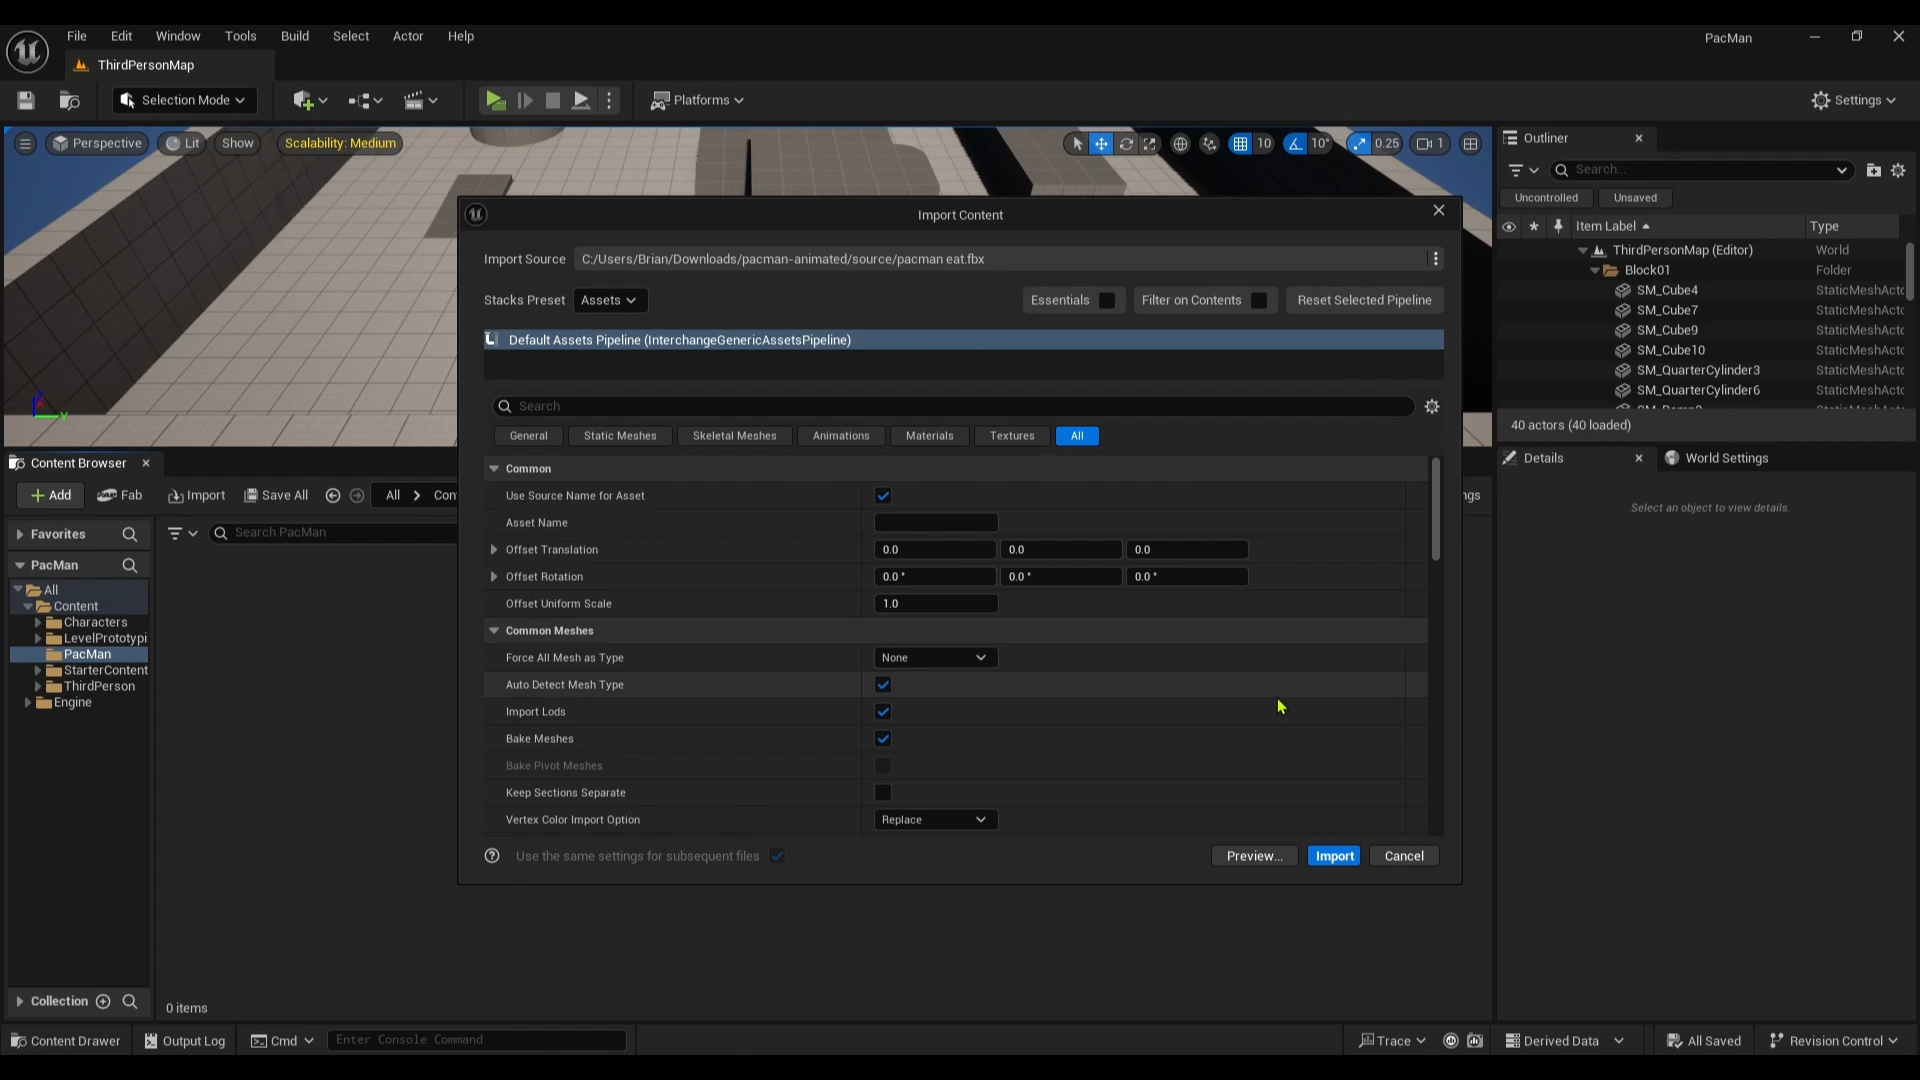 File Edit Window Tools Build Select Actor Help
PacMan
ThirdPersonMap
Selection Mode
Platforms
Settings
Perspective Lit Show Scalability: Medium
10 10° 0.25 1
Outliner
Search...
Uncontrolled Unsaved
Item Label Type
ThirdPersonMap (Editor) World
Block01 Folder
SM_Cube4 StaticMeshActo
SM_Cube7 StaticMeshActo
SM_Cube9 StaticMeshActo
SM_Cube10 StaticMeshActo
SM_QuarterCylinder3 StaticMeshActo
SM_QuarterCylinder6 StaticMeshActo
40 actors (40 loaded)
Details World Settings
Select an object to view details.
Import Content
Import Source C:/Users/Brian/Downloads/pacman-animated/source/pacman eat.fbx
Stacks Preset Assets Essentials Filter on Contents Reset Selected Pipeline
Default Assets Pipeline (InterchangeGenericAssetsPipeline)
Search
General Static Meshes Skeletal Meshes Animations Materials Textures All
Common
Use Source Name for Asset
Asset Name
Offset Translation 0.0 0.0 0.0
Offset Rotation 0.0 ° 0.0 ° 0.0 °
Offset Uniform Scale 1.0
Common Meshes
Force All Mesh as Type None
Auto Detect Mesh Type
Import Lods
Bake Meshes
Bake Pivot Meshes
Keep Sections Separate
Vertex Color Import Option Replace
Use the same settings for subsequent files
Preview... Import Cancel
Content Browser
Add Fab Import Save All All Con
ngs
Favorites
Search PacMan
PacMan
All
Content
Characters
LevelPrototypi
PacMan
StarterContent
ThirdPerson
Engine
Collection
0 items
Content Drawer Output Log Cmd Enter Console Command
Trace Derived Data All Saved Revision Control